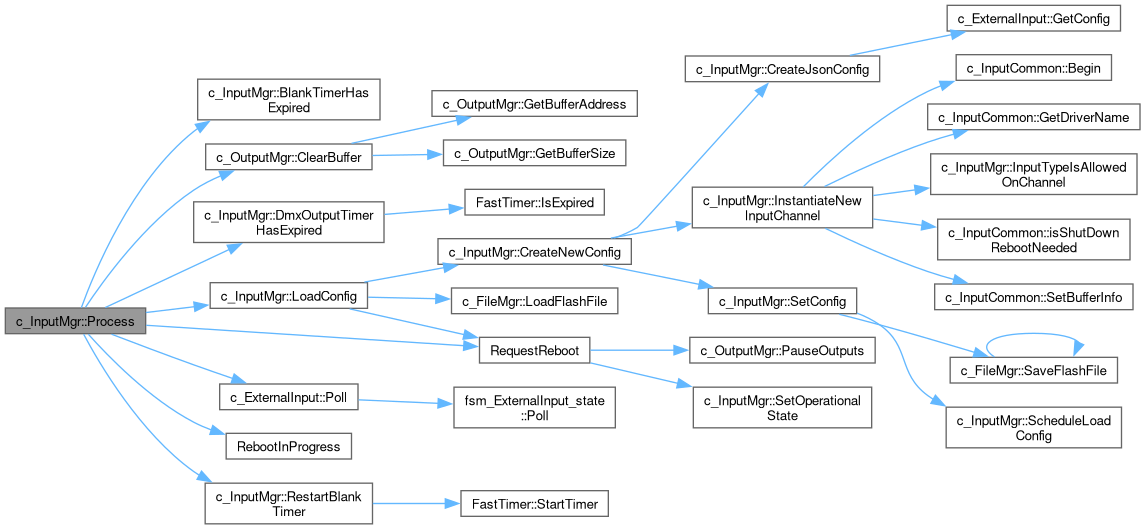 c_InputMgr::Process
c_InputMgr::BlankTimerHas
Expired
c_OutputMgr::ClearBuffer
c_InputMgr::DmxOutputTimer
HasExpired
c_InputMgr::LoadConfig
c_ExternalInput::Poll
RebootInProgress
c_InputMgr::RestartBlank
Timer
c_OutputMgr::GetBufferAddress
c_OutputMgr::GetBufferSize
FastTimer::IsExpired
c_InputMgr::CreateNewConfig
c_FileMgr::LoadFlashFile
RequestReboot
fsm_ExternalInput_state
::Poll
FastTimer::StartTimer
c_InputMgr::CreateJsonConfig
c_InputMgr::InstantiateNew
InputChannel
c_InputMgr::SetConfig
c_OutputMgr::PauseOutputs
c_InputMgr::SetOperational
State
c_ExternalInput::GetConfig
c_InputCommon::Begin
c_InputCommon::GetDriverName
c_InputMgr::InputTypeIsAllowed
OnChannel
c_InputCommon::isShutDown
RebootNeeded
c_InputCommon::SetBufferInfo
c_FileMgr::SaveFlashFile
c_InputMgr::ScheduleLoad
Config